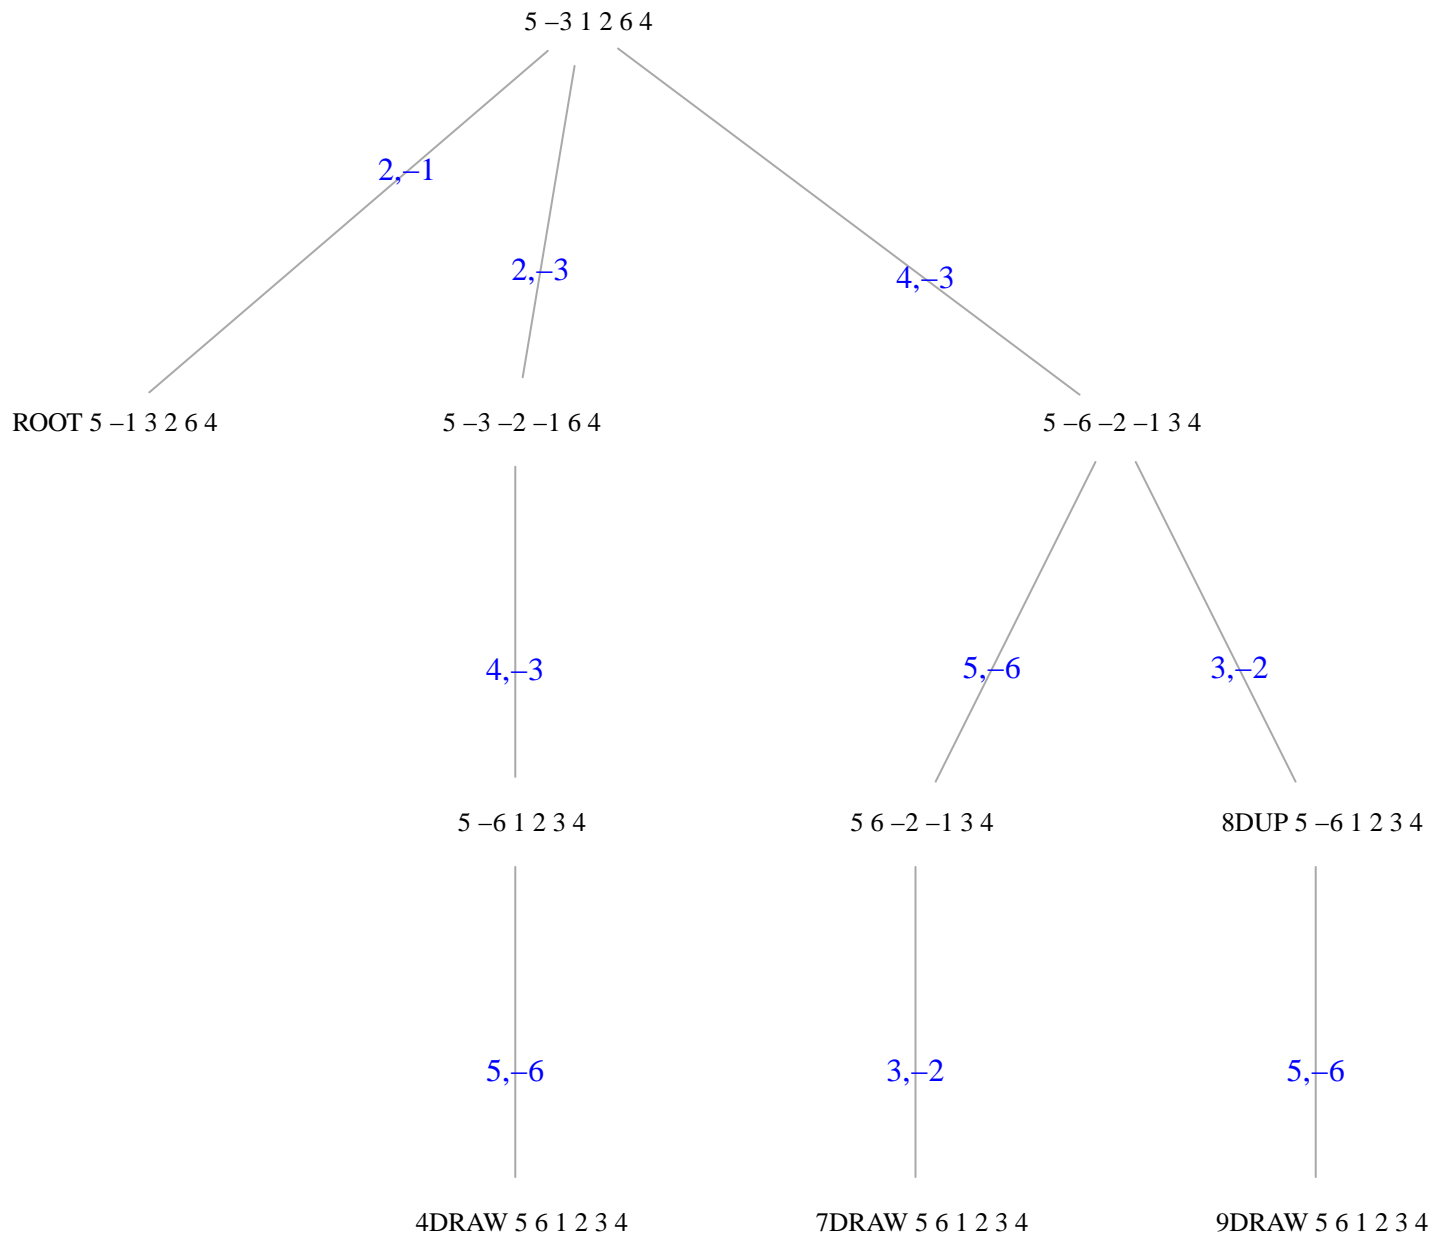 5 –3 1 2 6 4
2,–1
2,–3
4,–3
ROOT 5 –1 3 2 6 4
5 –3 –2 –1 6 4
5 –6 –2 –1 3 4
4,–3
5,–6
3,–2
5 –6 1 2 3 4
5 6 –2 –1 3 4
8DUP 5 –6 1 2 3 4
5,–6
3,–2
5,–6
4DRAW 5 6 1 2 3 4
7DRAW 5 6 1 2 3 4
9DRAW 5 6 1 2 3 4